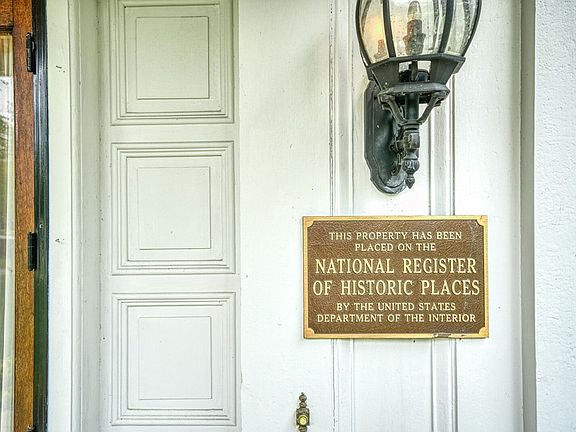 THIS PROPERTY HAS BEEN
PLACED ON THE
NATIONAL REGISTER
OF HISTORIC PLACES
BY THE UNITED STATES
DEPARTMENT OF THE INTERIOR